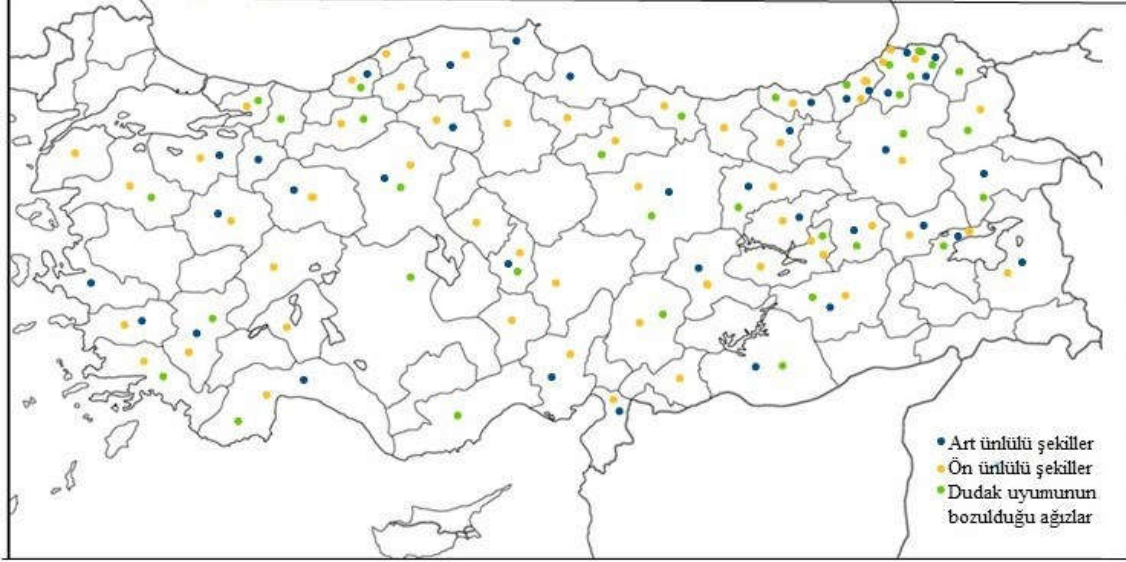 Art ünlülü şekiller
Ön ünlülü şekiller
Dudak uyumunun
bozulduğu ağızlar